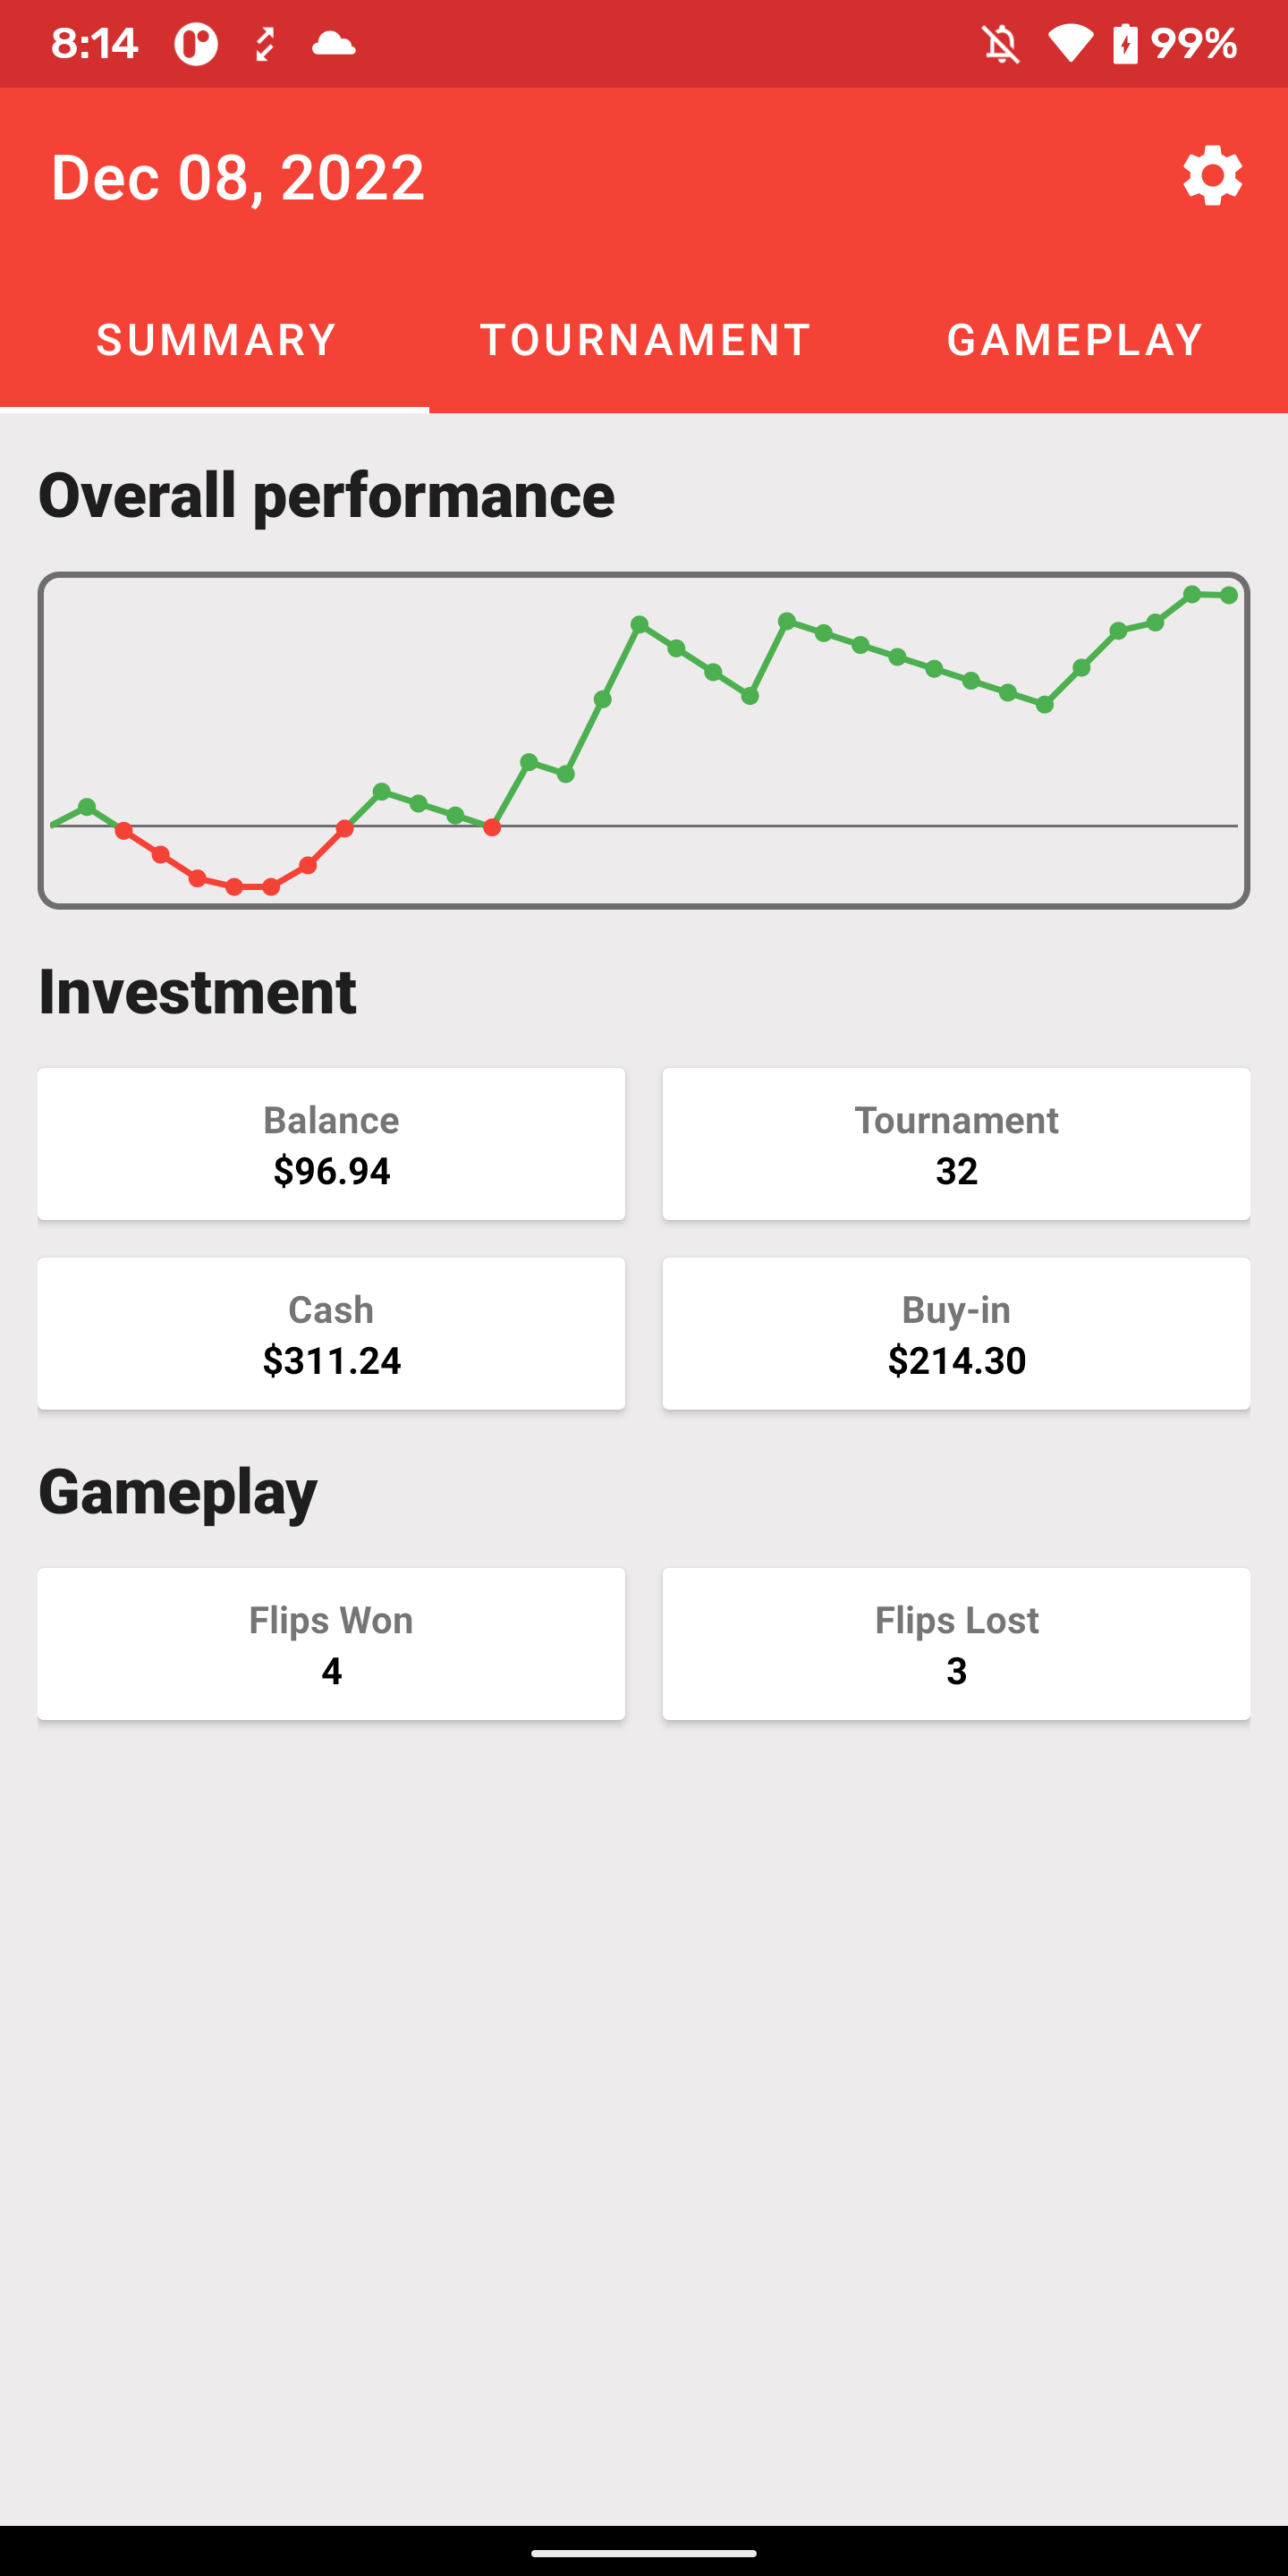 8:14 99%
Dec 08, 2022
SUMMARY TOURNAMENT GAMEPLAY
Overall performance
Investment
Balance Tournament
$96.94 32
Cash Buy-in
$311.24 $214.30
Gameplay
Flips Won Flips Lost
4 3